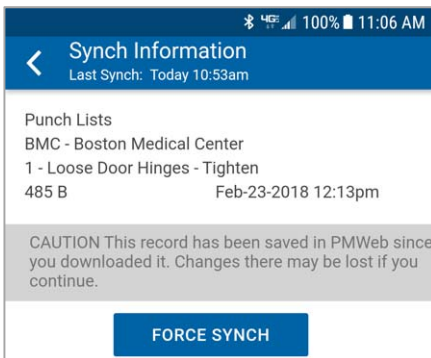 4GE 100% 11:06 AM
Synch Information
Last Synch: Today 10:53am
Punch Lists
BMC - Boston Medical Center
1 - Loose Door Hinges - Tighten
485 B Feb-23-2018 12:13pm
CAUTION This record has been saved in PMWeb since
you downloaded it. Changes there may be lost if you
continue.
FORCE SYNCH